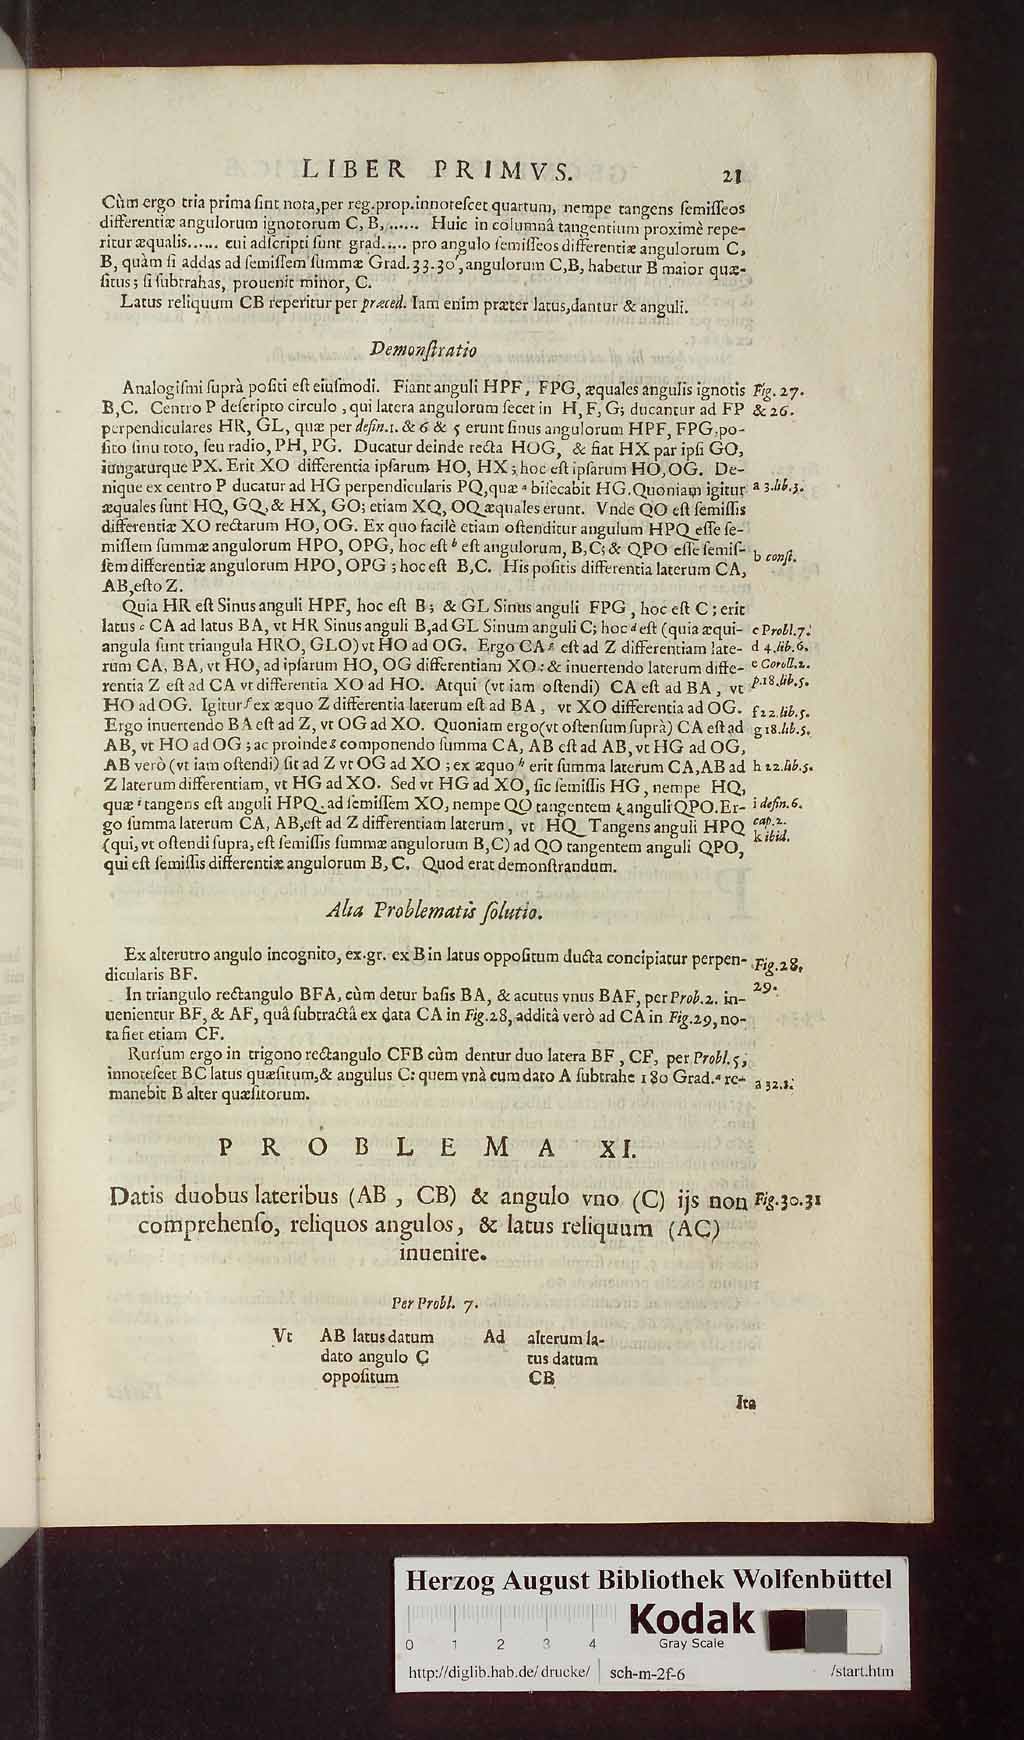 LIBER PRIMVS. 21
Cùm ergo tria prima ſint nota, per reg. prop. innoteſcet quartum, nempe tangens ſemiſſeos
differentiæ angulorum ignotorum C, B, ...... Huic in columnâ tangentium proximè repe-
ritur æqualis...... cui adſcripti ſunt grad..... pro angulo ſemiſſeos differentiæ angulorum C,
B, quàm ſi addas ad ſemiſſem ſummæ Grad. 33. 30', angulorum C, B, habetur B maior quæ-
ſitus; ſi ſubtrahas, prouenit minor, C.
Latus reliquum CB reperitur per præced. Iam enim præter latus, dantur & anguli.
Demonſtratio
Analogiſmi ſuprà poſiti eſt eiuſmodi. Fiant anguli HPF, FPG, æquales angulis ignotis Fig. 27.
B, C. Centro P deſcripto circulo, qui latera angulorum ſecet in H, F, G; ducantur ad FP & 26.
perpendiculares HR, GL, quæ per defin. 1. & 6 & 5 erunt ſinus angulorum HPF, FPG, po-
ſito ſinu toto, ſeu radio, PH, PG. Ducatur deinde recta HOG, & fiat HX par ipſi GO,
iungaturque PX. Erit XO differentia ipſarum HO, HX; hoc eſt ipſarum HO, OG. De-
nique ex centro P ducatur ad HG perpendicularis PQ, quæ a biſecabit HG. Quoniam igitur a 3. lib. 3.
æquales ſunt HQ, GQ, & HX, GO; etiam XQ, OQ æquales erunt. Vnde QO eſt ſemiſſis
differentiæ XO rectarum HO, OG. Ex quo facilè etiam oſtenditur angulum HPQ eſſe ſe-
miſſem ſummæ angulorum HPO, OPG, hoc eſt b eſt angulorum, B, C; & QPO eſſe ſemiſ- b conſt.
ſem differentiæ angulorum HPO, OPG; hoc eſt B, C. His poſitis differentia laterum CA,
AB, eſto Z.
Quia HR eſt Sinus anguli HPF, hoc eſt B; & GL Sinus anguli FPG, hoc eſt C; erit
latus c CA ad latus BA, vt HR Sinus anguli B, ad GL Sinum anguli C; hoc d eſt (quia æqui- c Probl. 7.
angula ſunt triangula HRO, GLO) vt HO ad OG. Ergo CA e eſt ad Z differentiam late- d 4. lib. 6.
rum CA, BA, vt HO, ad ipſarum HO, OG differentiam XO: & inuertendo laterum diffe- e Coroll. 2.
rentia Z eſt ad CA vt differentia XO ad HO. Atqui (vt iam oſtendi) CA eſt ad BA, vt p. 18. lib. 5.
HO ad OG. Igitur f ex æquo Z differentia laterum eſt ad BA, vt XO differentia ad OG. f 22. lib. 5.
Ergo inuertendo BA eſt ad Z, vt OG ad XO. Quoniam ergo (vt oſtenſum ſuprà) CA eſt ad g 18. lib. 5.
AB, vt HO ad OG; ac proinde g componendo ſumma CA, AB eſt ad AB, vt HG ad OG,
AB verò (vt iam oſtendi) ſit ad Z vt OG ad XO; ex æquo h erit ſumma laterum CA, AB ad h 22. lib. 5.
Z laterum differentiam, vt HG ad XO. Sed vt HG ad XO, ſic ſemiſſis HG, nempe HQ,
quæ i tangens eſt anguli HPQ, ad ſemiſſem XO, nempe QO tangentem k anguli QPO. Er- i defin. 6.
go ſumma laterum CA, AB, eſt ad Z differentiam laterum, vt HQ Tangens anguli HPQ cap. 2.
(qui, vt oſtendi ſupra, eſt ſemiſſis ſummæ angulorum B, C) ad QO tangentem anguli QPO, k ibid.
qui eſt ſemiſſis differentiæ angulorum B, C. Quod erat demonſtrandum.
Alia Problematis ſolutio.
Ex alterutro angulo incognito, ex. gr. ex B in latus oppoſitum ducta concipiatur perpen- Fig. 28,
dicularis BF.
In triangulo rectangulo BFA, cùm detur baſis BA, & acutus vnus BAF, per Prob. 2. in- 29.
uenientur BF, & AF, quâ ſubtractâ ex data CA in Fig. 28, additâ verò ad CA in Fig. 29, no-
ta fiet etiam CF.
Rurſum ergo in trigono rectangulo CFB cùm dentur duo latera BF, CF, per Probl. 5,
innoteſcet BC latus quæſitum, & angulus C: quem vnà cum dato A ſubtrahe 180 Grad. a re- a 32. 1.
manebit B alter quæſitorum.
PROBLEMA XI.
Datis duobus lateribus (AB, CB) & angulo vno (C) ijs non Fig. 30. 31
comprehenſo, reliquos angulos, & latus reliquum (AC)
inuenire.
Per Probl. 7.
Vt AB latus datum Ad alterum la-
dato angulo C tus datum
oppoſitum CB
Ita
Herzog August Bibliothek Wolfenbüttel
Kodak
0 1 2 3 4 Gray Scale
http://diglib.hab.de/drucke/ sch-m-2f-6 /start.htm